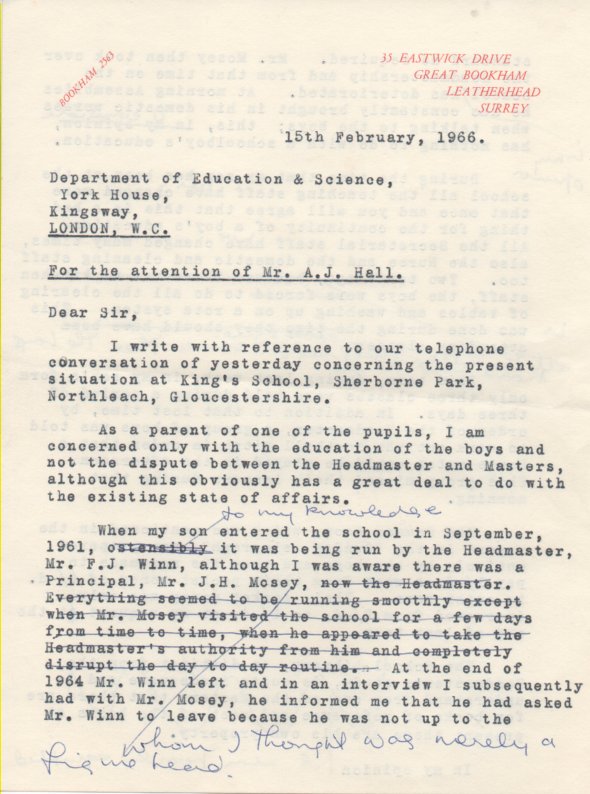 BOOKHAM 2563
35 EASTWICK DRIVE
GREAT BOOKHAM
LEATHERHEAD
SURREY
15th February, 1966.
Department of Education & Science,
York House,
Kingsway,
LONDON, W.C.
For the attention of Mr. A.J. Hall.
Dear Sir,
I write with reference to our telephone
conversation of yesterday concerning the present
situation at King's School, Sherborne Park,
Northleach, Gloucestershire.
As a parent of one of the pupils, I am
concerned only with the education of the boys and
not the dispute between the Headmaster and Masters,
although this obviously has a great deal to do with
the existing state of affairs.
to my knowledge
When my son entered the school in September,
1961, ostensibly it was being run by the Headmaster,
Mr. F.J. Winn, although I was aware there was a
Principal, Mr. J.H. Mosey, now the Headmaster.
Everything seemed to be running smoothly except
when Mr. Mosey visited the school for a few days
from time to time, when he appeared to take the
Headmaster's authority from him and completely
disrupt the day to day routine. At the end of
1964 Mr. Winn left and in an interview I subsequently
had with Mr. Mosey, he informed me that he had asked
Mr. Winn to leave because he was not up to the
whom I thought was merely a
figure head.